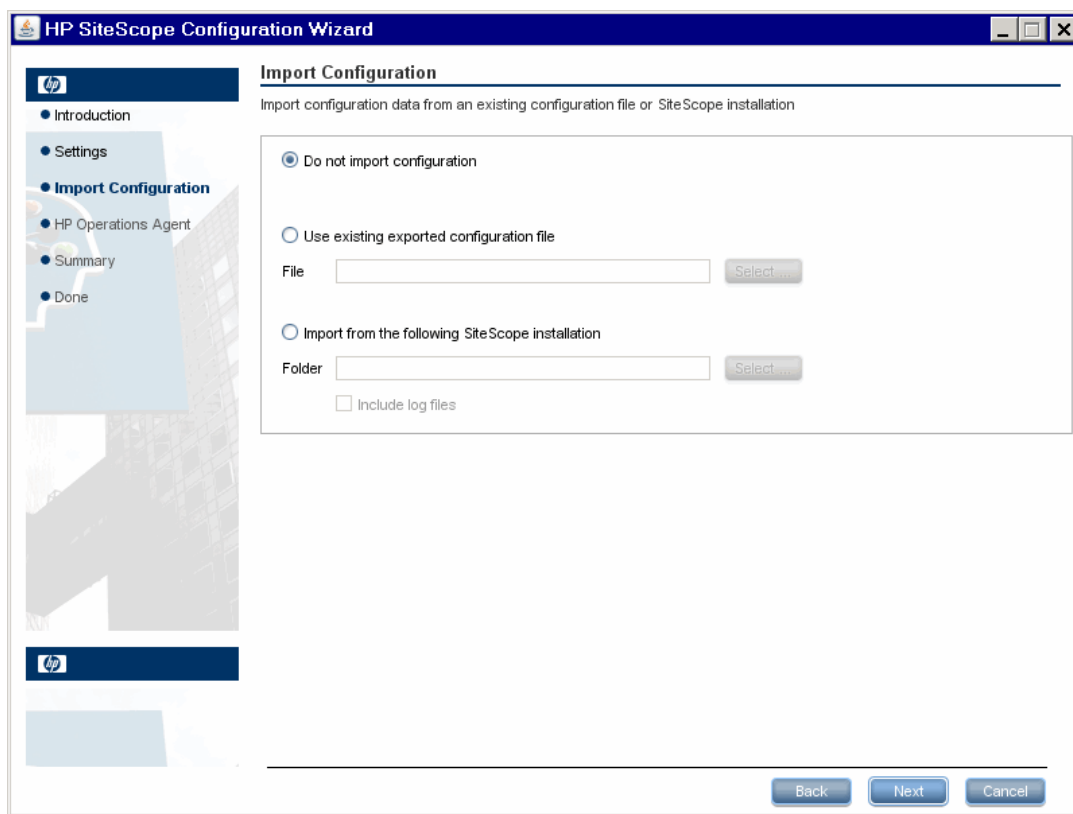 HP SiteScope Configuration Wizard
hp
Introduction
Settings
Import Configuration
HP Operations Agent
Summary
Done
hp
Import Configuration
Import configuration data from an existing configuration file or SiteScope installation
Do not import configuration
Use existing exported configuration file
File
Select ...
Import from the following SiteScope installation
Folder
Select ...
Include log files
Back
Next
Cancel